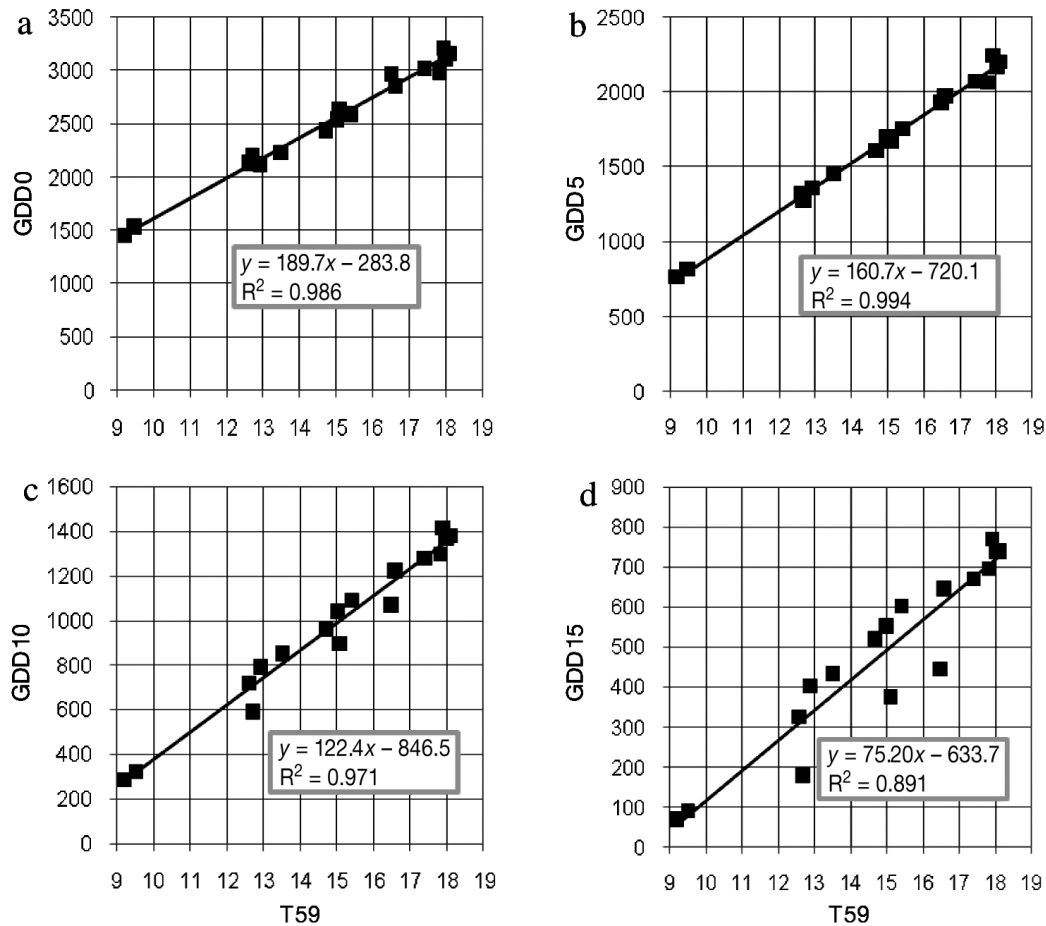 a
3500
3000
2500
2000
1500
1000
500
0
GDD0
y = 189.7x – 283.8
R² = 0.986
9 10 11 12 13 14 15 16 17 18 19
b
2500
2000
1500
1000
500
0
GDD5
y = 160.7x – 720.1
R² = 0.994
9 10 11 12 13 14 15 16 17 18 19
c
1600
1400
1200
1000
800
600
400
200
0
GDD10
y = 122.4x – 846.5
R² = 0.971
9 10 11 12 13 14 15 16 17 18 19
T59
d
900
800
700
600
500
400
300
200
100
0
GDD15
y = 75.20x – 633.7
R² = 0.891
9 10 11 12 13 14 15 16 17 18 19
T59